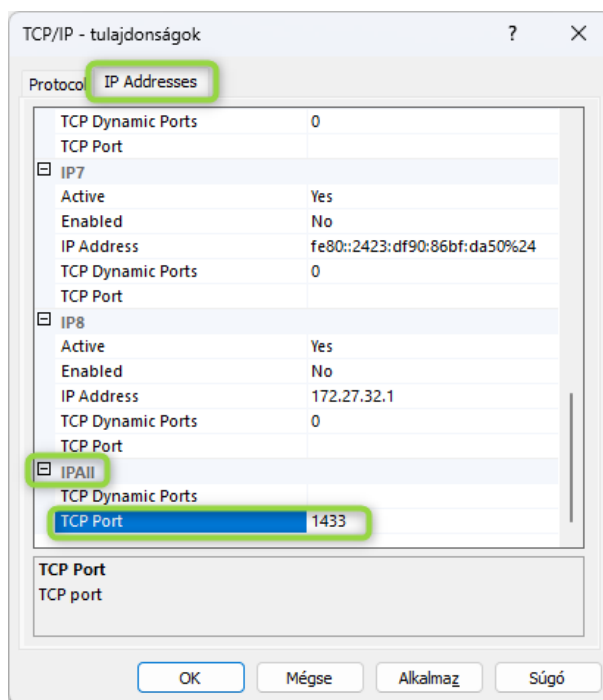 TCP/IP - tulajdonságok ? ×
Protocol IP Addresses
TCP Dynamic Ports 0
TCP Port
IP7
Active Yes
Enabled No
IP Address fe80::2423:df90:86bf:da50%24
TCP Dynamic Ports 0
TCP Port
IP8
Active Yes
Enabled No
IP Address 172.27.32.1
TCP Dynamic Ports 0
TCP Port
IPAll
TCP Dynamic Ports
TCP Port 1433
TCP Port
TCP port
OK Mégse Alkalmaz Súgó